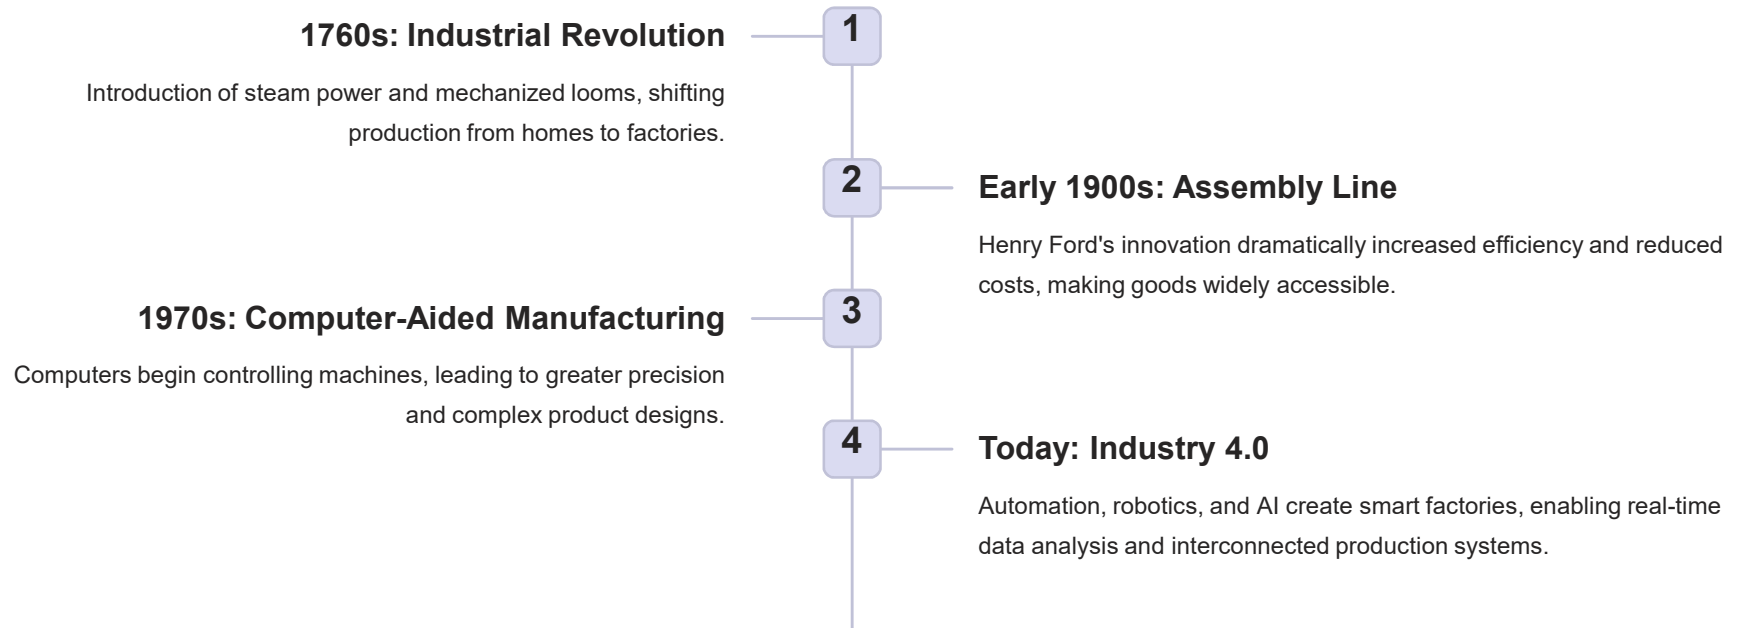 1
1760s: Industrial Revolution
Introduction of steam power and mechanized looms, shifting
production from homes to factories.
2
Early 1900s: Assembly Line
Henry Ford's innovation dramatically increased efficiency and reduced
costs, making goods widely accessible.
3
1970s: Computer-Aided Manufacturing
Computers begin controlling machines, leading to greater precision
and complex product designs.
4
Today: Industry 4.0
Automation, robotics, and AI create smart factories, enabling real-time
data analysis and interconnected production systems.